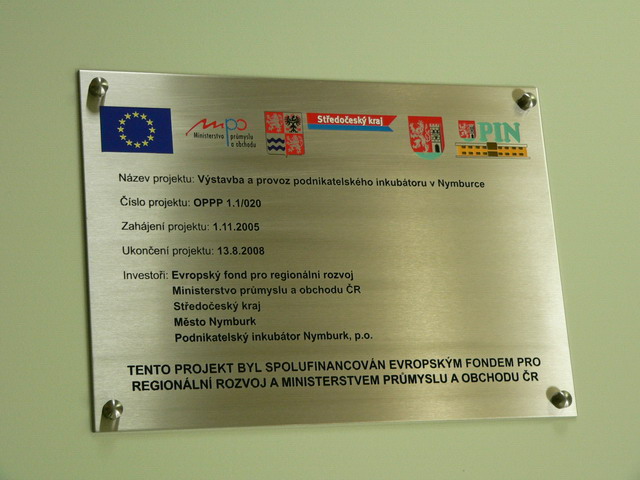 mpo
Ministerstvo průmyslu
a obchodu
Středočeský kraj
PIN
Název projektu: Výstavba a provoz podnikatelského inkubátoru v Nymburce
Číslo projektu: OPPP 1.1/020
Zahájení projektu: 1.11.2005
Ukončení projektu: 13.8.2008
Investoři: Evropský fond pro regionální rozvoj
Ministerstvo průmyslu a obchodu ČR
Středočeský kraj
Město Nymburk
Podnikatelský inkubátor Nymburk, p.o.
TENTO PROJEKT BYL SPOLUFINANCOVÁN EVROPSKÝM FONDEM PRO
REGIONÁLNÍ ROZVOJ A MINISTERSTVEM PRŮMYSLU A OBCHODU ČR